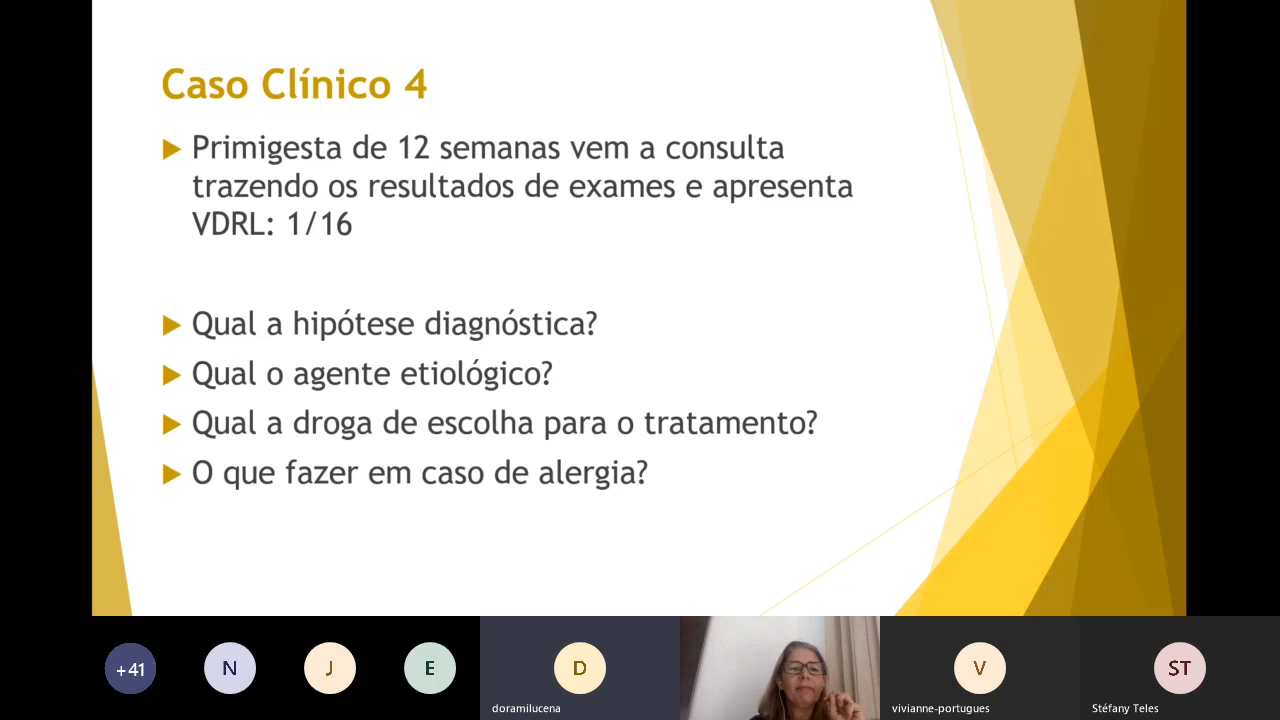 Caso Clínico 4
Primigesta de 12 semanas vem a consulta
trazendo os resultados de exames e apresenta
VDRL: 1/16
Qual a hipótese diagnóstica?
Qual o agente etiológico?
Qual a droga de escolha para o tratamento?
O que fazer em caso de alergia?
+41
N
J
E
D
V
ST
doramilucena
vivianne-portugues
Stéfany Teles